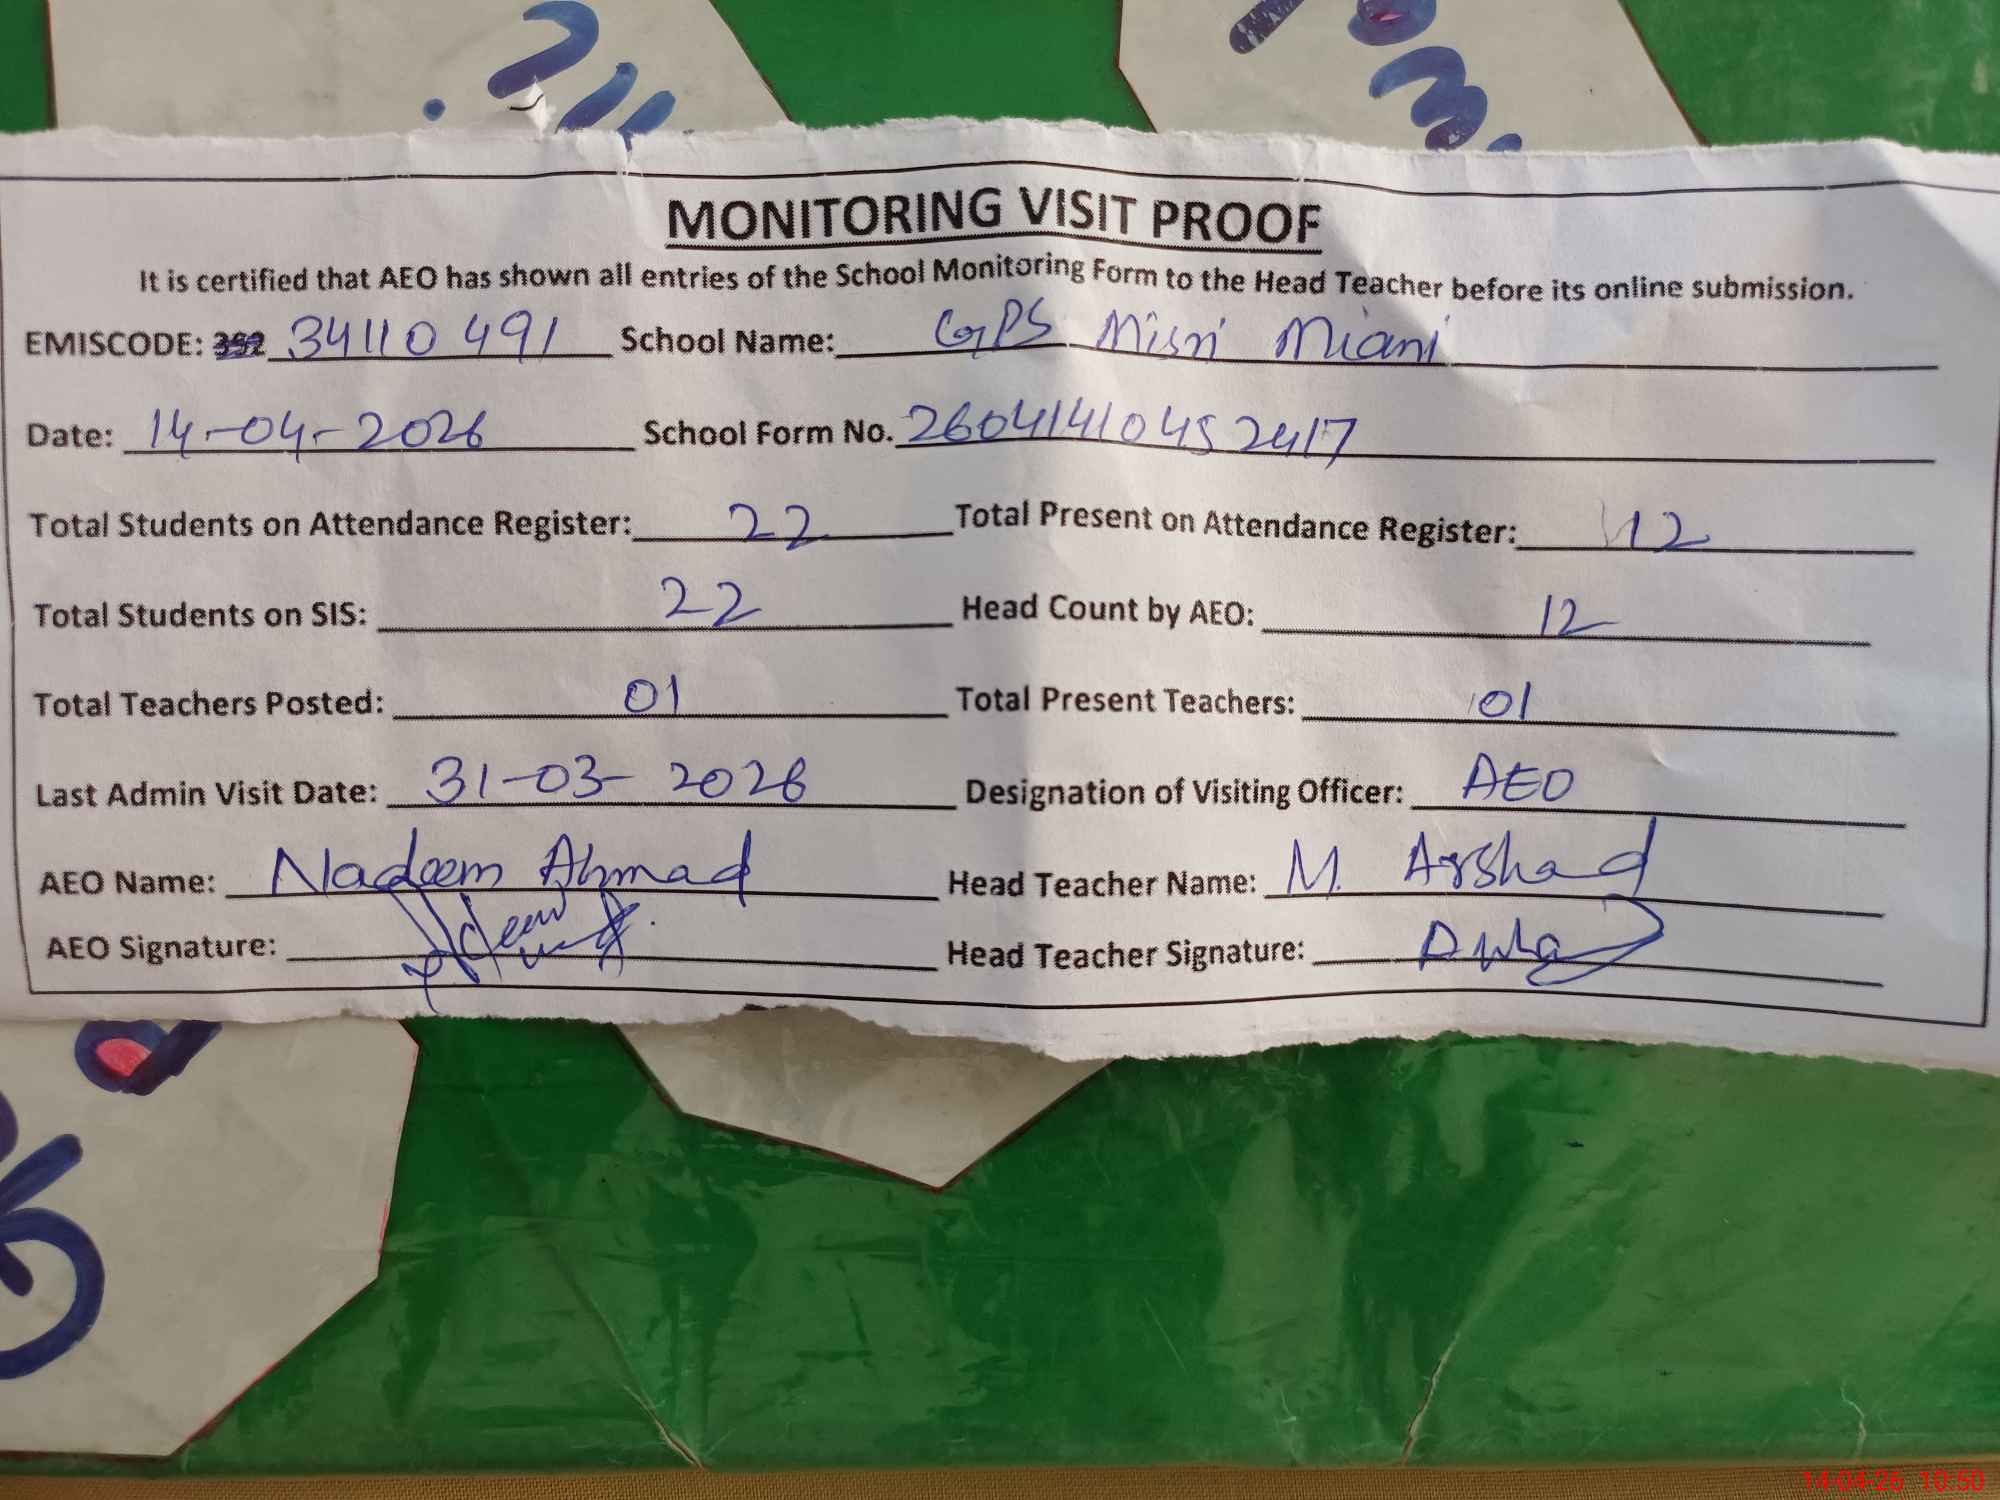 MONITORING VISIT PROOF
It is certified that AEO has shown all entries of the School Monitoring Form to the Head Teacher before its online submission.
EMISCODE: 352 34110491 School Name: GPS Misri Miani
Date: 14-04-2026 School Form No. 26041410452417
Total Students on Attendance Register: 22 Total Present on Attendance Register: 12
Total Students on SIS: 22 Head Count by AEO: 12
Total Teachers Posted: 01 Total Present Teachers: 01
Last Admin Visit Date: 31-03-2026 Designation of Visiting Officer: AEO
AEO Name: Nadeem Ahmad Head Teacher Name: M. Arshad
AEO Signature: Head Teacher Signature:
14-04-26 10:50